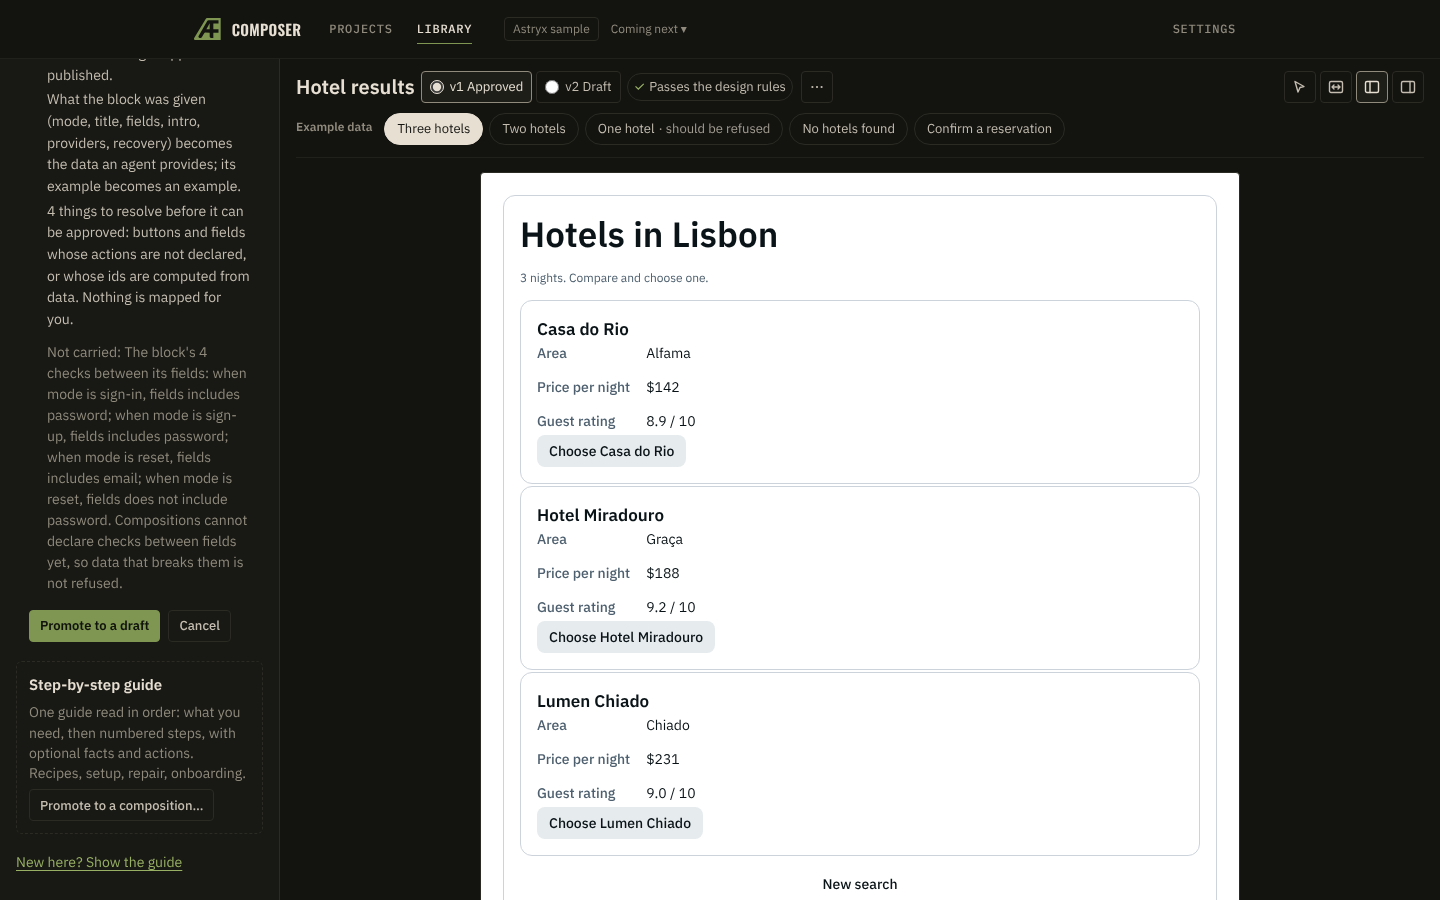 COMPOSER
PROJECTS
LIBRARY
Astryx sample
Coming next ▾
SETTINGS
published.
What the block was given
(mode, title, fields, intro,
providers, recovery) becomes
the data an agent provides; its
example becomes an example.
4 things to resolve before it can
be approved: buttons and fields
whose actions are not declared,
or whose ids are computed from
data. Nothing is mapped for
you.
Not carried: The block's 4
checks between its fields: when
mode is sign-in, fields includes
password; when mode is sign-
up, fields includes password;
when mode is reset, fields
includes email; when mode is
reset, fields does not include
password. Compositions cannot
declare checks between fields
yet, so data that breaks them is
not refused.
Promote to a draft
Cancel
Step-by-step guide
One guide read in order: what you
need, then numbered steps, with
optional facts and actions.
Recipes, setup, repair, onboarding.
Promote to a composition...
New here? Show the guide
Hotel results
v1 Approved
v2 Draft
✓ Passes the design rules
...
Example data
Three hotels
Two hotels
One hotel · should be refused
No hotels found
Confirm a reservation
Hotels in Lisbon
3 nights. Compare and choose one.
Casa do Rio
Area Alfama
Price per night $142
Guest rating 8.9 / 10
Choose Casa do Rio
Hotel Miradouro
Area Graça
Price per night $188
Guest rating 9.2 / 10
Choose Hotel Miradouro
Lumen Chiado
Area Chiado
Price per night $231
Guest rating 9.0 / 10
Choose Lumen Chiado
New search